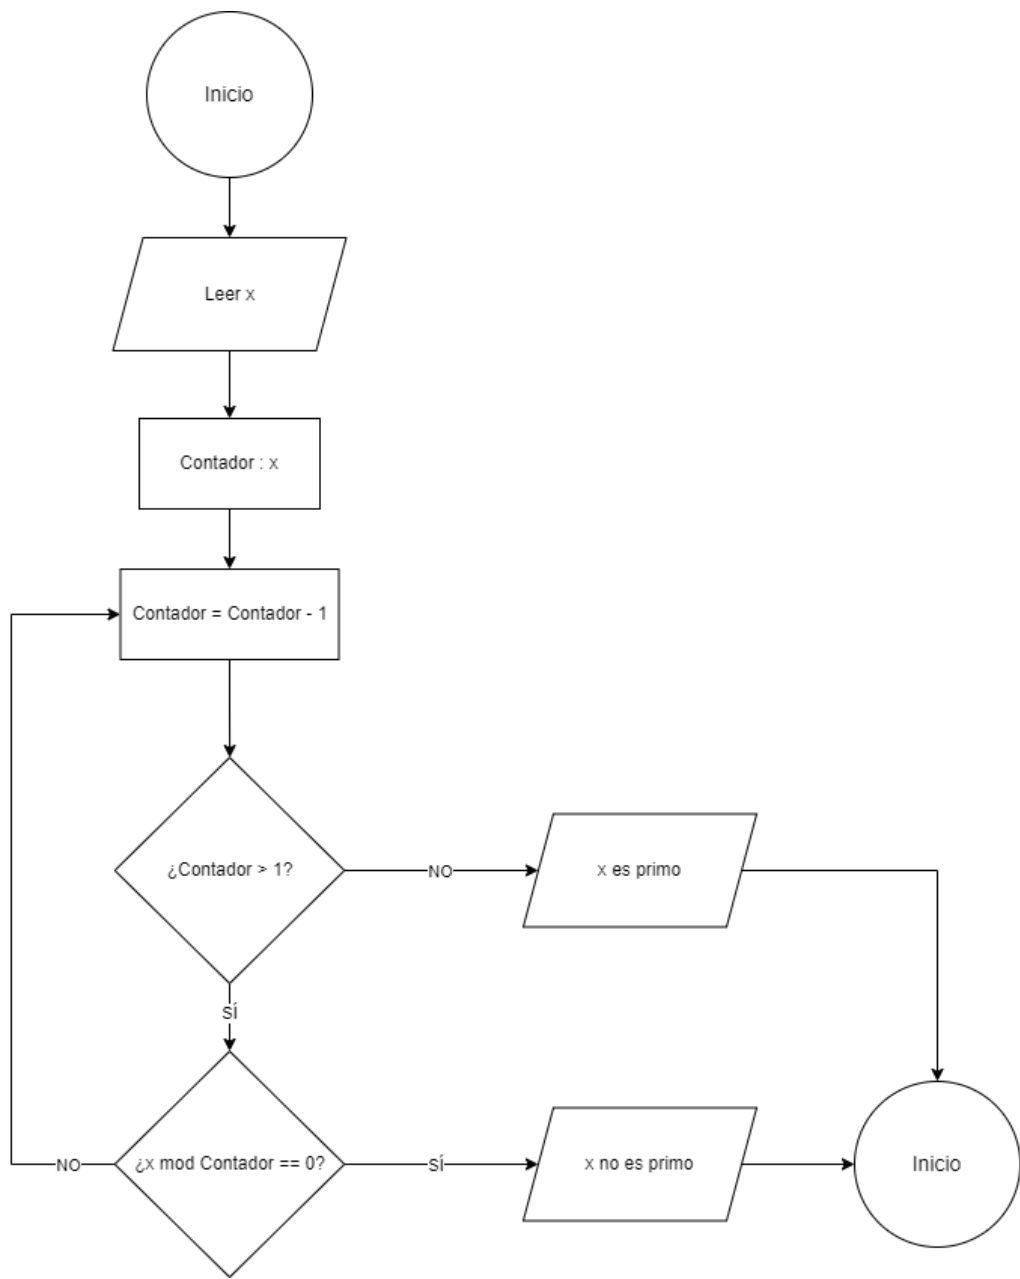 Inicio
Leer x
Contador : x
Contador = Contador - 1
¿Contador > 1?
NO
x es primo
SÍ
¿x mod Contador == 0?
NO
SÍ
x no es primo
Inicio